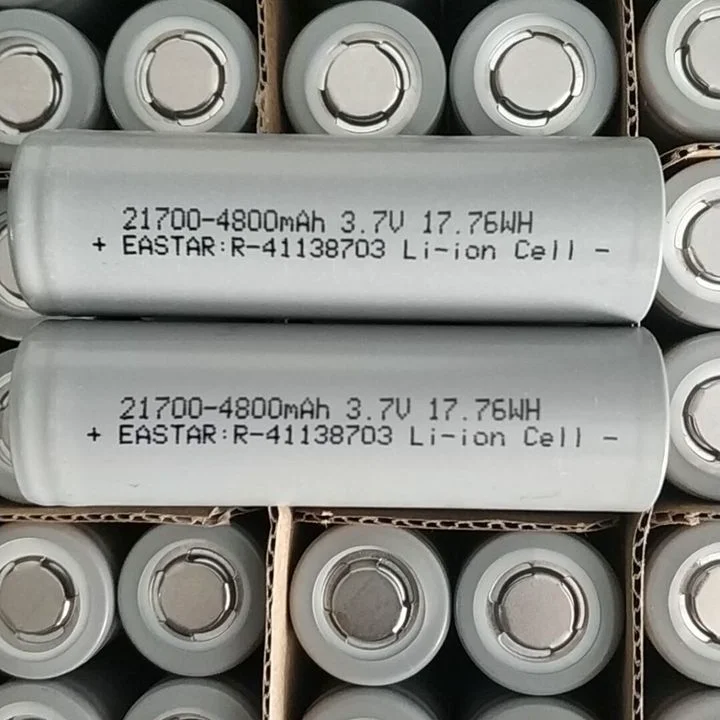 21700-4800mAh 3.7V 17.76WH
+ EASTAR:R-41138703 Li-ion Cell -
21700-4800mAh 3.7V 17.76WH
+ EASTAR:R-41138703 Li-ion Cell -